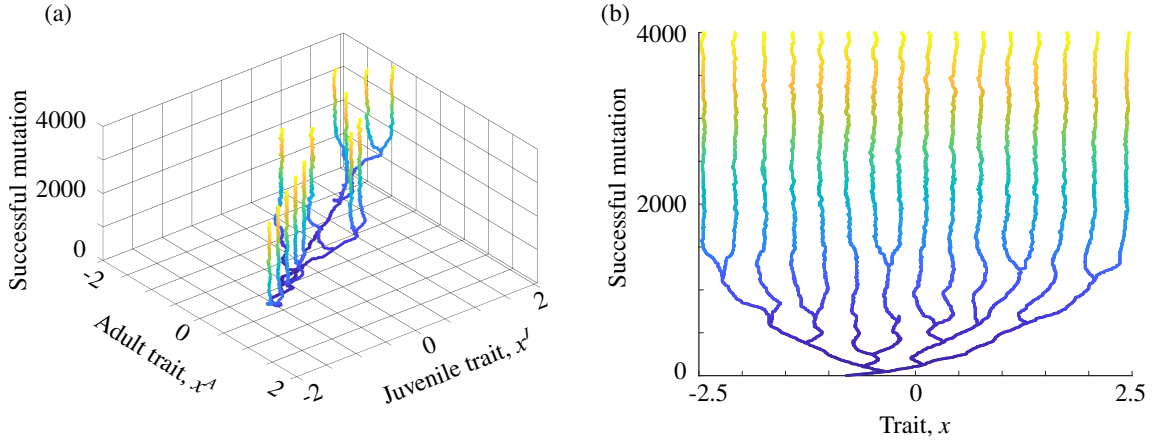 (a)
Successful mutation
4000
2000
0
-2
0
2
Adult trait, x^A
-2
0
2
Juvenile trait, x^J
(b)
Successful mutation
4000
2000
0
-2.5
0
2.5
Trait, x